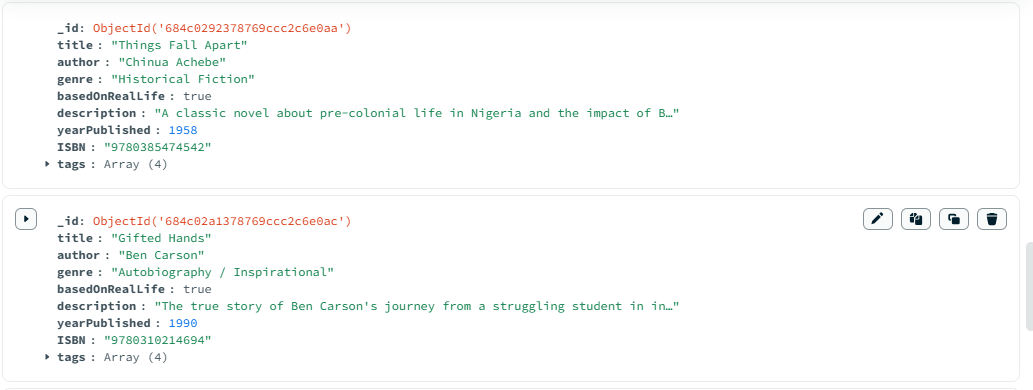 _id: ObjectId('684c0292378769ccc2c6e0aa')
title : "Things Fall Apart"
author : "Chinua Achebe"
genre : "Historical Fiction"
basedOnRealLife : true
description : "A classic novel about pre-colonial life in Nigeria and the impact of B…"
yearPublished : 1958
ISBN : "9780385474542"
tags : Array (4)
_id: ObjectId('684c02a1378769ccc2c6e0ac')
title : "Gifted Hands"
author : "Ben Carson"
genre : "Autobiography / Inspirational"
basedOnRealLife : true
description : "The true story of Ben Carson's journey from a struggling student in in…"
yearPublished : 1990
ISBN : "9780310214694"
tags : Array (4)